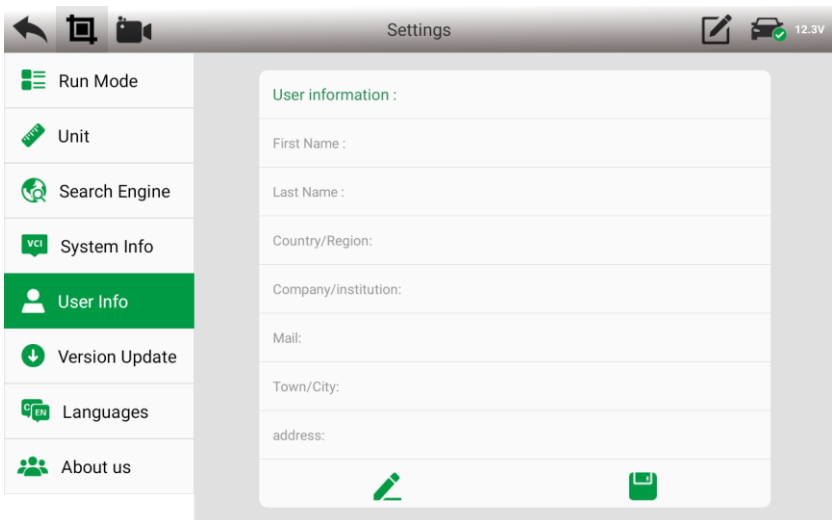 Settings
12.3V
Run Mode
Unit
Search Engine
VCI
System Info
User Info
Version Update
C EN
Languages
About us
User information :
First Name :
Last Name :
Country/Region:
Company/institution:
Mail:
Town/City:
address: